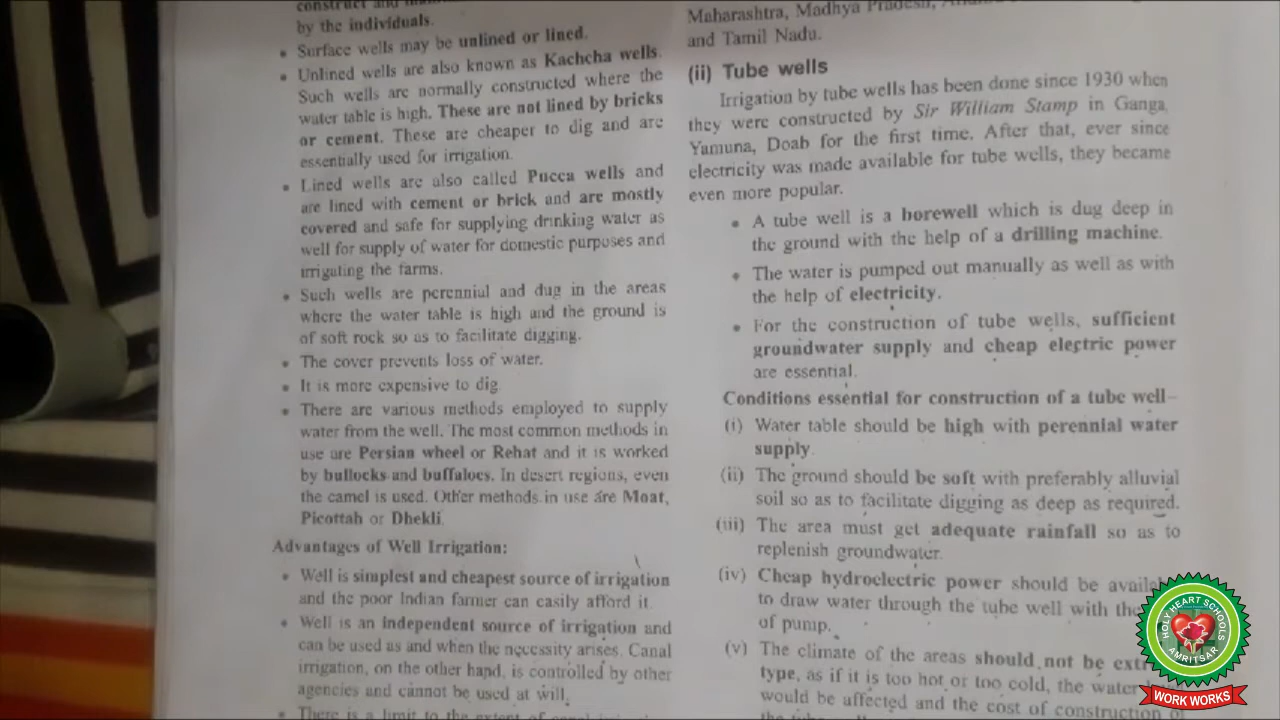 construct and
by the individuals.
• Surface wells may be unlined or lined.
• Unlined wells are also known as Kachcha wells.
Such wells are normally constructed where the
water table is high. These are not lined by bricks
or cement. These are cheaper to dig and are
essentially used for irrigation.
• Lined wells are also called Pucca wells and
are lined with cement or brick and are mostly
covered and safe for supplying drinking water as
well for supply of water for domestic purposes and
irrigating the farms.
• Such wells are perennial and dug in the areas
where the water table is high and the ground is
of soft rock so as to facilitate digging.
• The cover prevents loss of water.
• It is more expensive to dig
• There are various methods employed to supply
water from the well. The most common methods in
use are Persian wheel or Rehat and it is worked
by bullocks and buffaloes. In desert regions, even
the camel is used. Other methods in use are Moat,
Picottah or Dhekli.
Advantages of Well Irrigation:
• Well is simplest and cheapest source of irrigation
and the poor Indian farmer can easily afford it.
• Well is an independent source of irrigation and
can be used as and when the necessity arises. Canal
irrigation, on the other hand, is controlled by other
agencies and cannot be used at will.
• There is a limit to the extent of
Maharashtra, Madhya Pradesh,
and Tamil Nadu.
(ii) Tube wells
Irrigation by tube wells has been done since 1930 when
they were constructed by Sir William Stamp in Ganga,
Yamuna, Doab for the first time. After that, ever since
electricity was made available for tube wells, they became
even more popular.
• A tube well is a borewell which is dug deep in
the ground with the help of a drilling machine.
• The water is pumped out manually as well as with
the help of electricity.
• For the construction of tube wells, sufficient
groundwater supply and cheap electric power
are essential.
Conditions essential for construction of a tube well–
(i) Water table should be high with perennial water
supply.
(ii) The ground should be soft with preferably alluvial
soil so as to facilitate digging as deep as required.
(iii) The area must get adequate rainfall so as to
replenish groundwater.
(iv) Cheap hydroelectric power should be
to draw water through the tube well with the
of pump.
(v) The climate of the areas should not be
type, as if it is too hot or too cold, the water
would be affected and the cost of construction of
HOLY HEART SCHOOLS
AMRITSAR
WORK WORKS